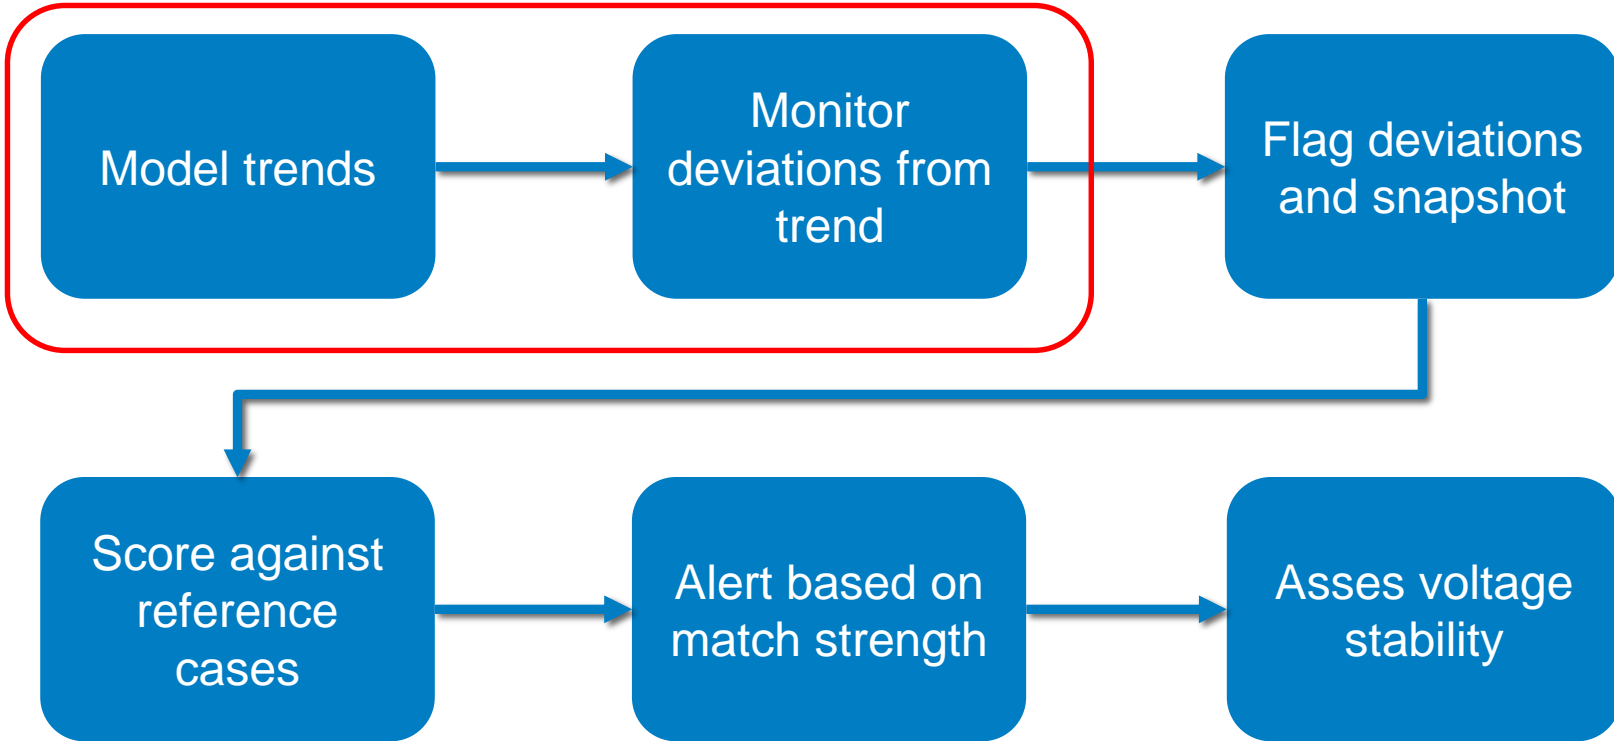 Model trends
Monitor
deviations from
trend
Flag deviations
and snapshot
Score against
reference
cases
Alert based on
match strength
Asses voltage
stability